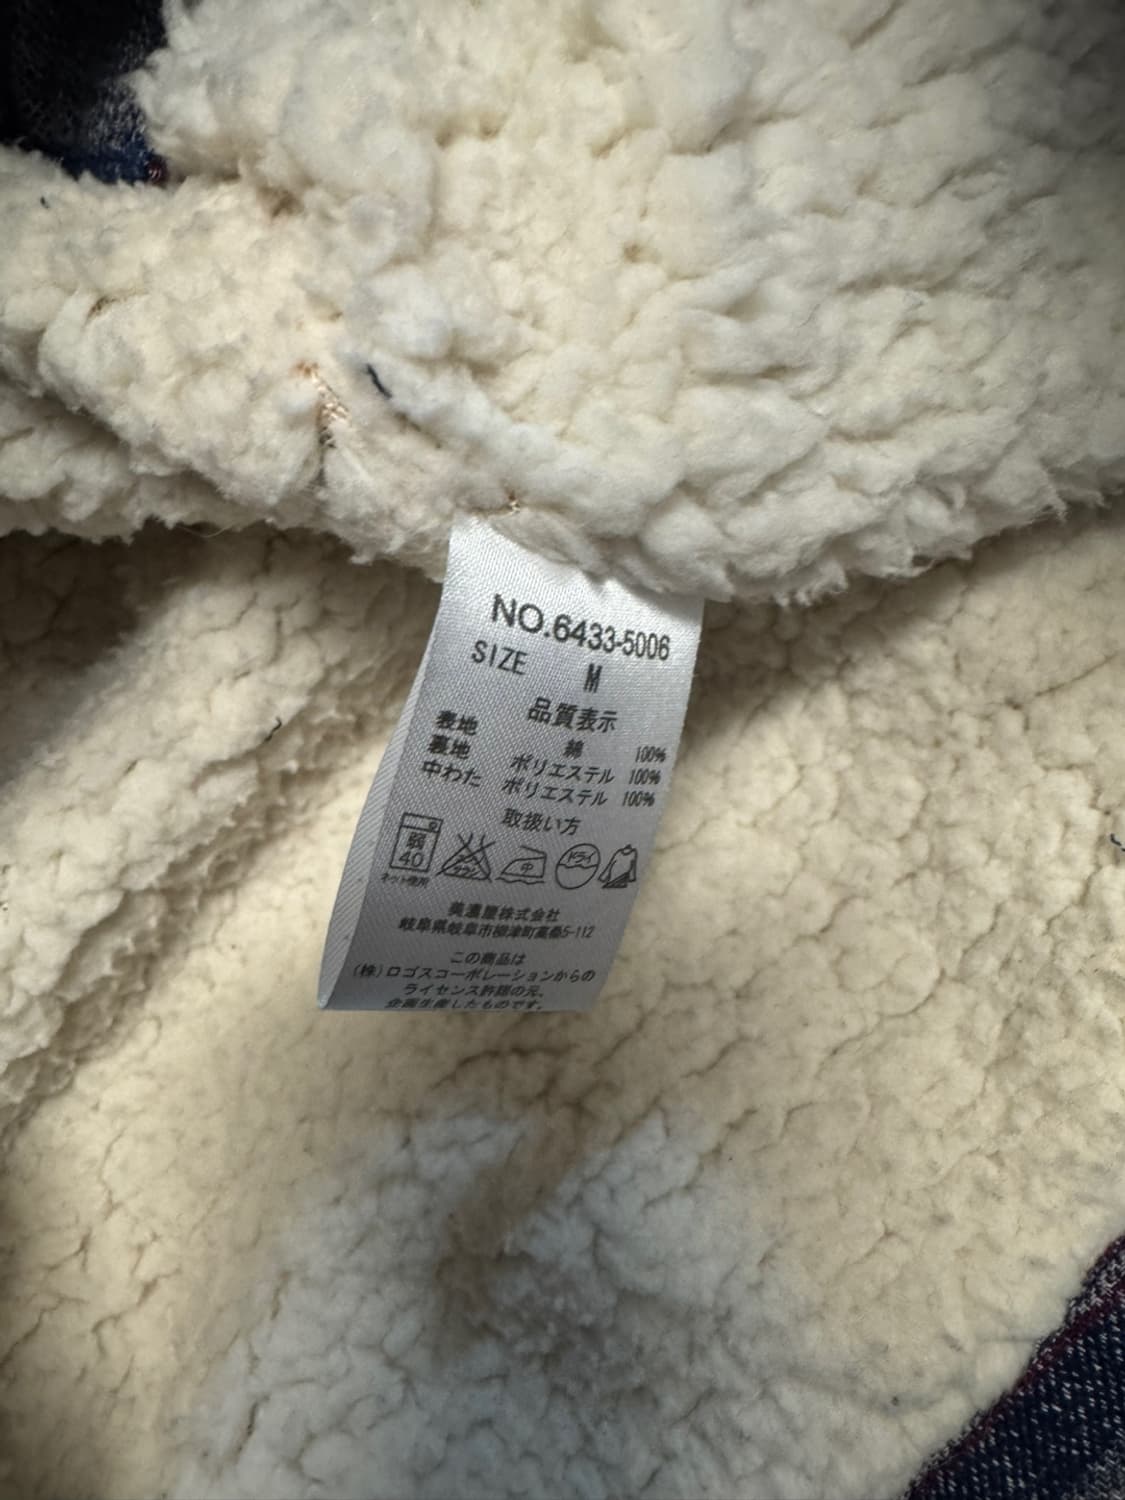 NO.6433-5006
SIZE M
品質表示
表地 綿 100%
裏地 ポリエステル 100%
中わた ポリエステル 100%
取扱い方
弱
40
ネット使用
中
ドライ
美濃屋株式会社
岐阜県岐阜市柳津町高桑5-112
この商品は
(株)ロゴスコーポレーションからの
ライセンス許諾の元、
企画生産したものです。